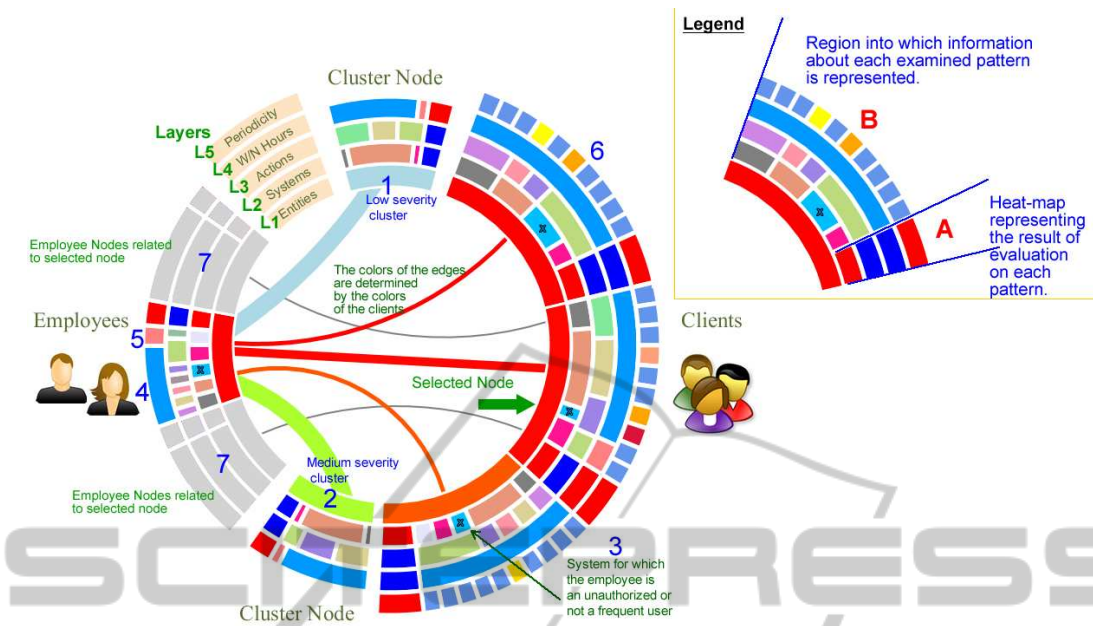 Legend
Region into which information
about each examined pattern
is represented.
B
A
x
Heat-map
representing
the result of
evaluation
on each
pattern.
Cluster Node
Layers
L5
L4
L3
L2
L1
Periodicity
W/N Hours
Actions
Systems
Entities
1
Low severity
cluster
6
Employee Nodes related
to selected node
7
The colors of the edges
are determined
by the colors
of the clients
Employees
5
4
x
x
Clients
Selected Node
x
7
Employee Nodes related
to selected node
Medium severity
cluster
2
x
3
System for which
the employee is
an unauthorized or
not a frequent user
Cluster Node
SCITEPRESS